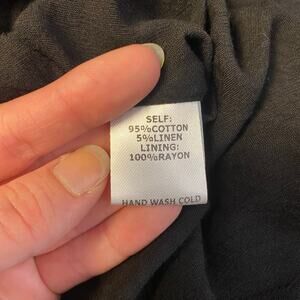 SELF:
95%COTTON
5%LINEN
LINING:
100%RAYON
HAND WASH COLD